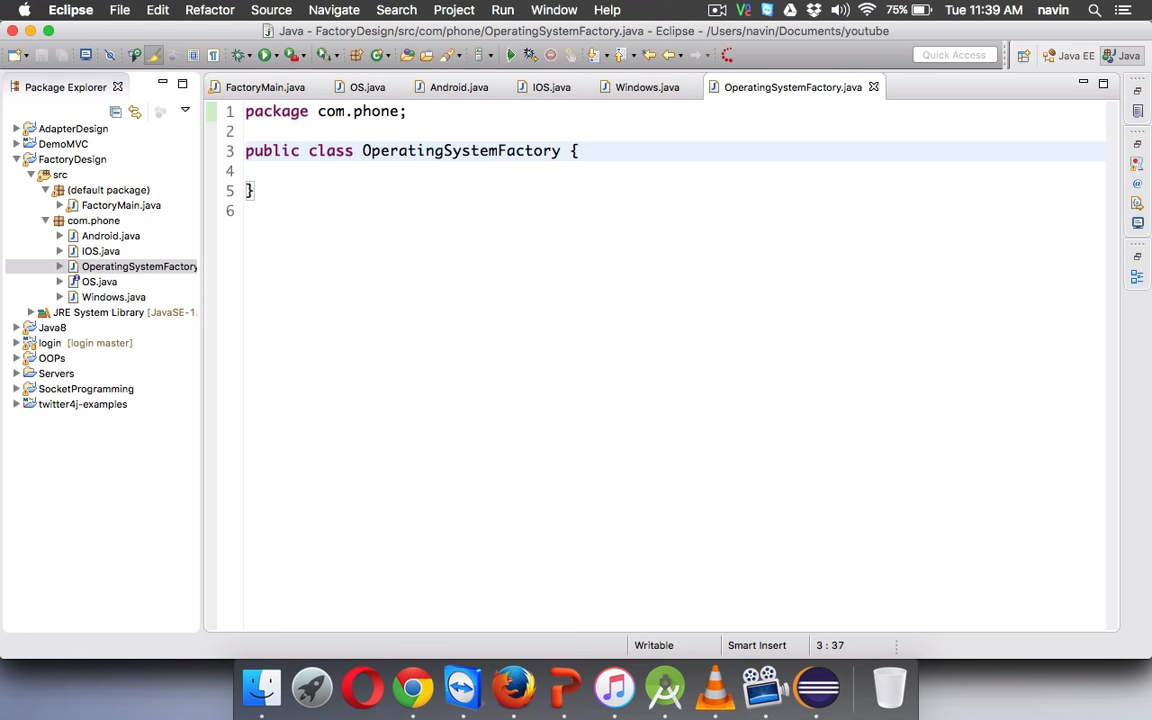 Eclipse File Edit Refactor Source Navigate Search Project Run Window Help 75% Tue 11:39 AM navin
Java - FactoryDesign/src/com/phone/OperatingSystemFactory.java - Eclipse - /Users/navin/Documents/youtube
Quick Access Java EE Java
Package Explorer
FactoryMain.java OS.java Android.java IOS.java Windows.java OperatingSystemFactory.java
AdapterDesign
DemoMVC
FactoryDesign
src
(default package)
FactoryMain.java
com.phone
Android.java
IOS.java
OperatingSystemFactory
OS.java
Windows.java
JRE System Library [JavaSE-1.
Java8
login [login master]
OOPs
Servers
SocketProgramming
twitter4j-examples
1 package com.phone;
2
3 public class OperatingSystemFactory {
4
5 }
6
Writable Smart Insert 3 : 37